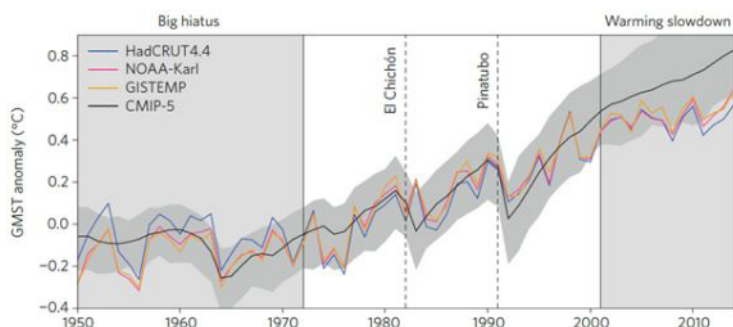 Big hiatus
Warming slowdown
HadCRUT4.4
NOAA-Karl
GISTEMP
CMIP-5
El Chichón
Pinatubo
GMST anomaly (°C)
0.8
0.6
0.4
0.2
0.0
−0.2
−0.4
1950 1960 1970 1980 1990 2000 2010